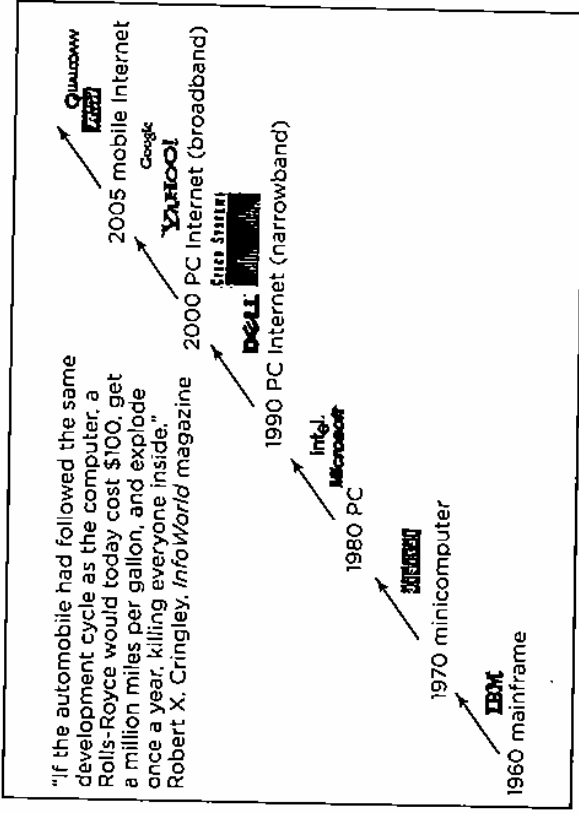 "If the automobile had followed the same
development cycle as the computer, a
Rolls-Royce would today cost $100, get
a million miles per gallon, and explode
once a year, killing everyone inside."
Robert X. Cringley, InfoWorld magazine
QUALCOMM
2005 mobile Internet
Google
YAHOO!
2000 PC Internet (broadband)
CISCO SYSTEMS
DELL
1990 PC Internet (narrowband)
intel.
Microsoft
1980 PC
1970 minicomputer
IBM
1960 mainframe